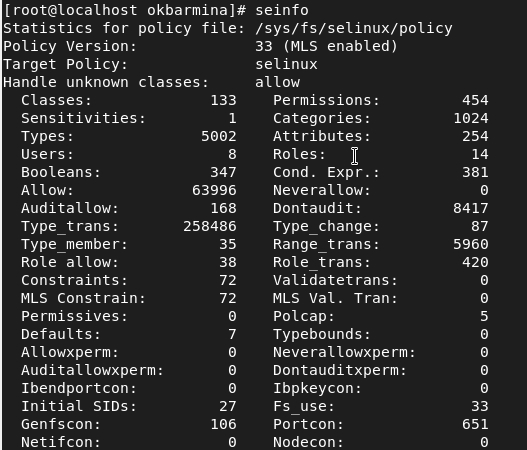 [root@localhost okbarmina]# seinfo
Statistics for policy file: /sys/fs/selinux/policy
Policy Version:             33 (MLS enabled)
Target Policy:              selinux
Handle unknown classes:     allow
  Classes:             133    Permissions:         454
  Sensitivities:         1    Categories:         1024
  Types:              5002    Attributes:          254
  Users:                 8    Roles:                14
  Booleans:            347    Cond. Expr.:         381
  Allow:             63996    Neverallow:            0
  Auditallow:          168    Dontaudit:          8417
  Type_trans:       258486    Type_change:          87
  Type_member:          35    Range_trans:        5960
  Role allow:           38    Role_trans:          420
  Constraints:          72    Validatetrans:         0
  MLS Constrain:        72    MLS Val. Tran:         0
  Permissives:           0    Polcap:                5
  Defaults:              7    Typebounds:            0
  Allowxperm:            0    Neverallowxperm:       0
  Auditallowxperm:       0    Dontauditxperm:        0
  Ibendportcon:          0    Ibpkeycon:             0
  Initial SIDs:         27    Fs_use:               33
  Genfscon:            106    Portcon:             651
  Netifcon:              0    Nodecon:               0